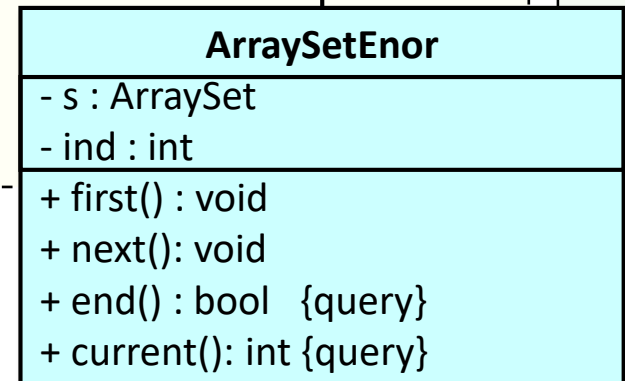 ArraySetEnor
- s : ArraySet
- ind : int
+ first() : void
+ next(): void
+ end() : bool {query}
+ current(): int {query}